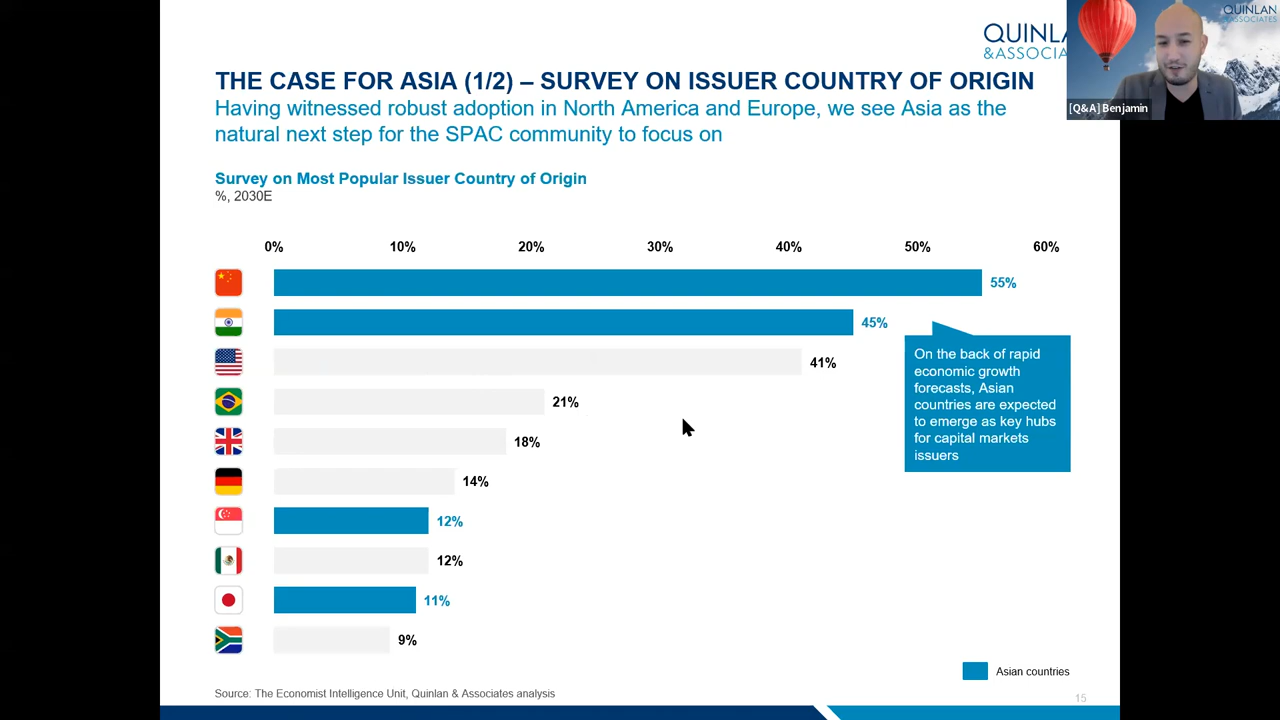 QUINLAN
&ASSOCIATES
[Q&A] Benjamin
QUINLA
&ASSOCIA
THE CASE FOR ASIA (1/2) – SURVEY ON ISSUER COUNTRY OF ORIGIN
Having witnessed robust adoption in North America and Europe, we see Asia as the
natural next step for the SPAC community to focus on
Survey on Most Popular Issuer Country of Origin
%, 2030E
0% 10% 20% 30% 40% 50% 60%
55%
45%
41%
21%
18%
14%
12%
12%
11%
9%
On the back of rapid
economic growth
forecasts, Asian
countries are expected
to emerge as key hubs
for capital markets
issuers
Asian countries
Source: The Economist Intelligence Unit, Quinlan & Associates analysis
15